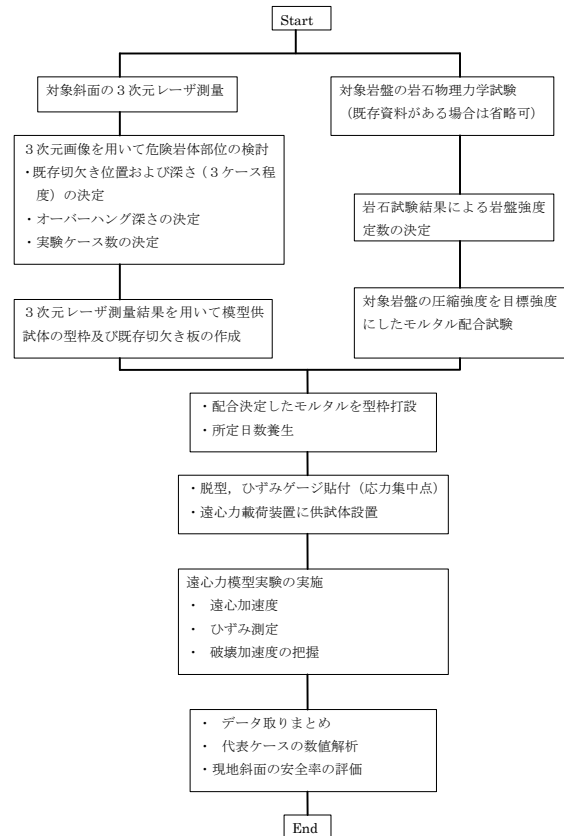 Start
対象斜面の３次元レーザ測量
３次元画像を用いて危険岩体部位の検討
・既存切欠き位置および深さ（３ケース程
度）の決定
・オーバーハング深さの決定
・実験ケース数の決定
３次元レーザ測量結果を用いて模型供
試体の型枠及び既存切欠き板の作成
対象岩盤の岩石物理力学試験
（既存資料がある場合は省略可）
岩石試験結果による岩盤強度
定数の決定
対象岩盤の圧縮強度を目標強度
にしたモルタル配合試験
・配合決定したモルタルを型枠打設
・所定日数養生
・脱型，ひずみゲージ貼付（応力集中点）
・遠心力載荷装置に供試体設置
遠心力模型実験の実施
・ 遠心加速度
・ ひずみ測定
・ 破壊加速度の把握
・ データ取りまとめ
・ 代表ケースの数値解析
・現地斜面の安全率の評価
End